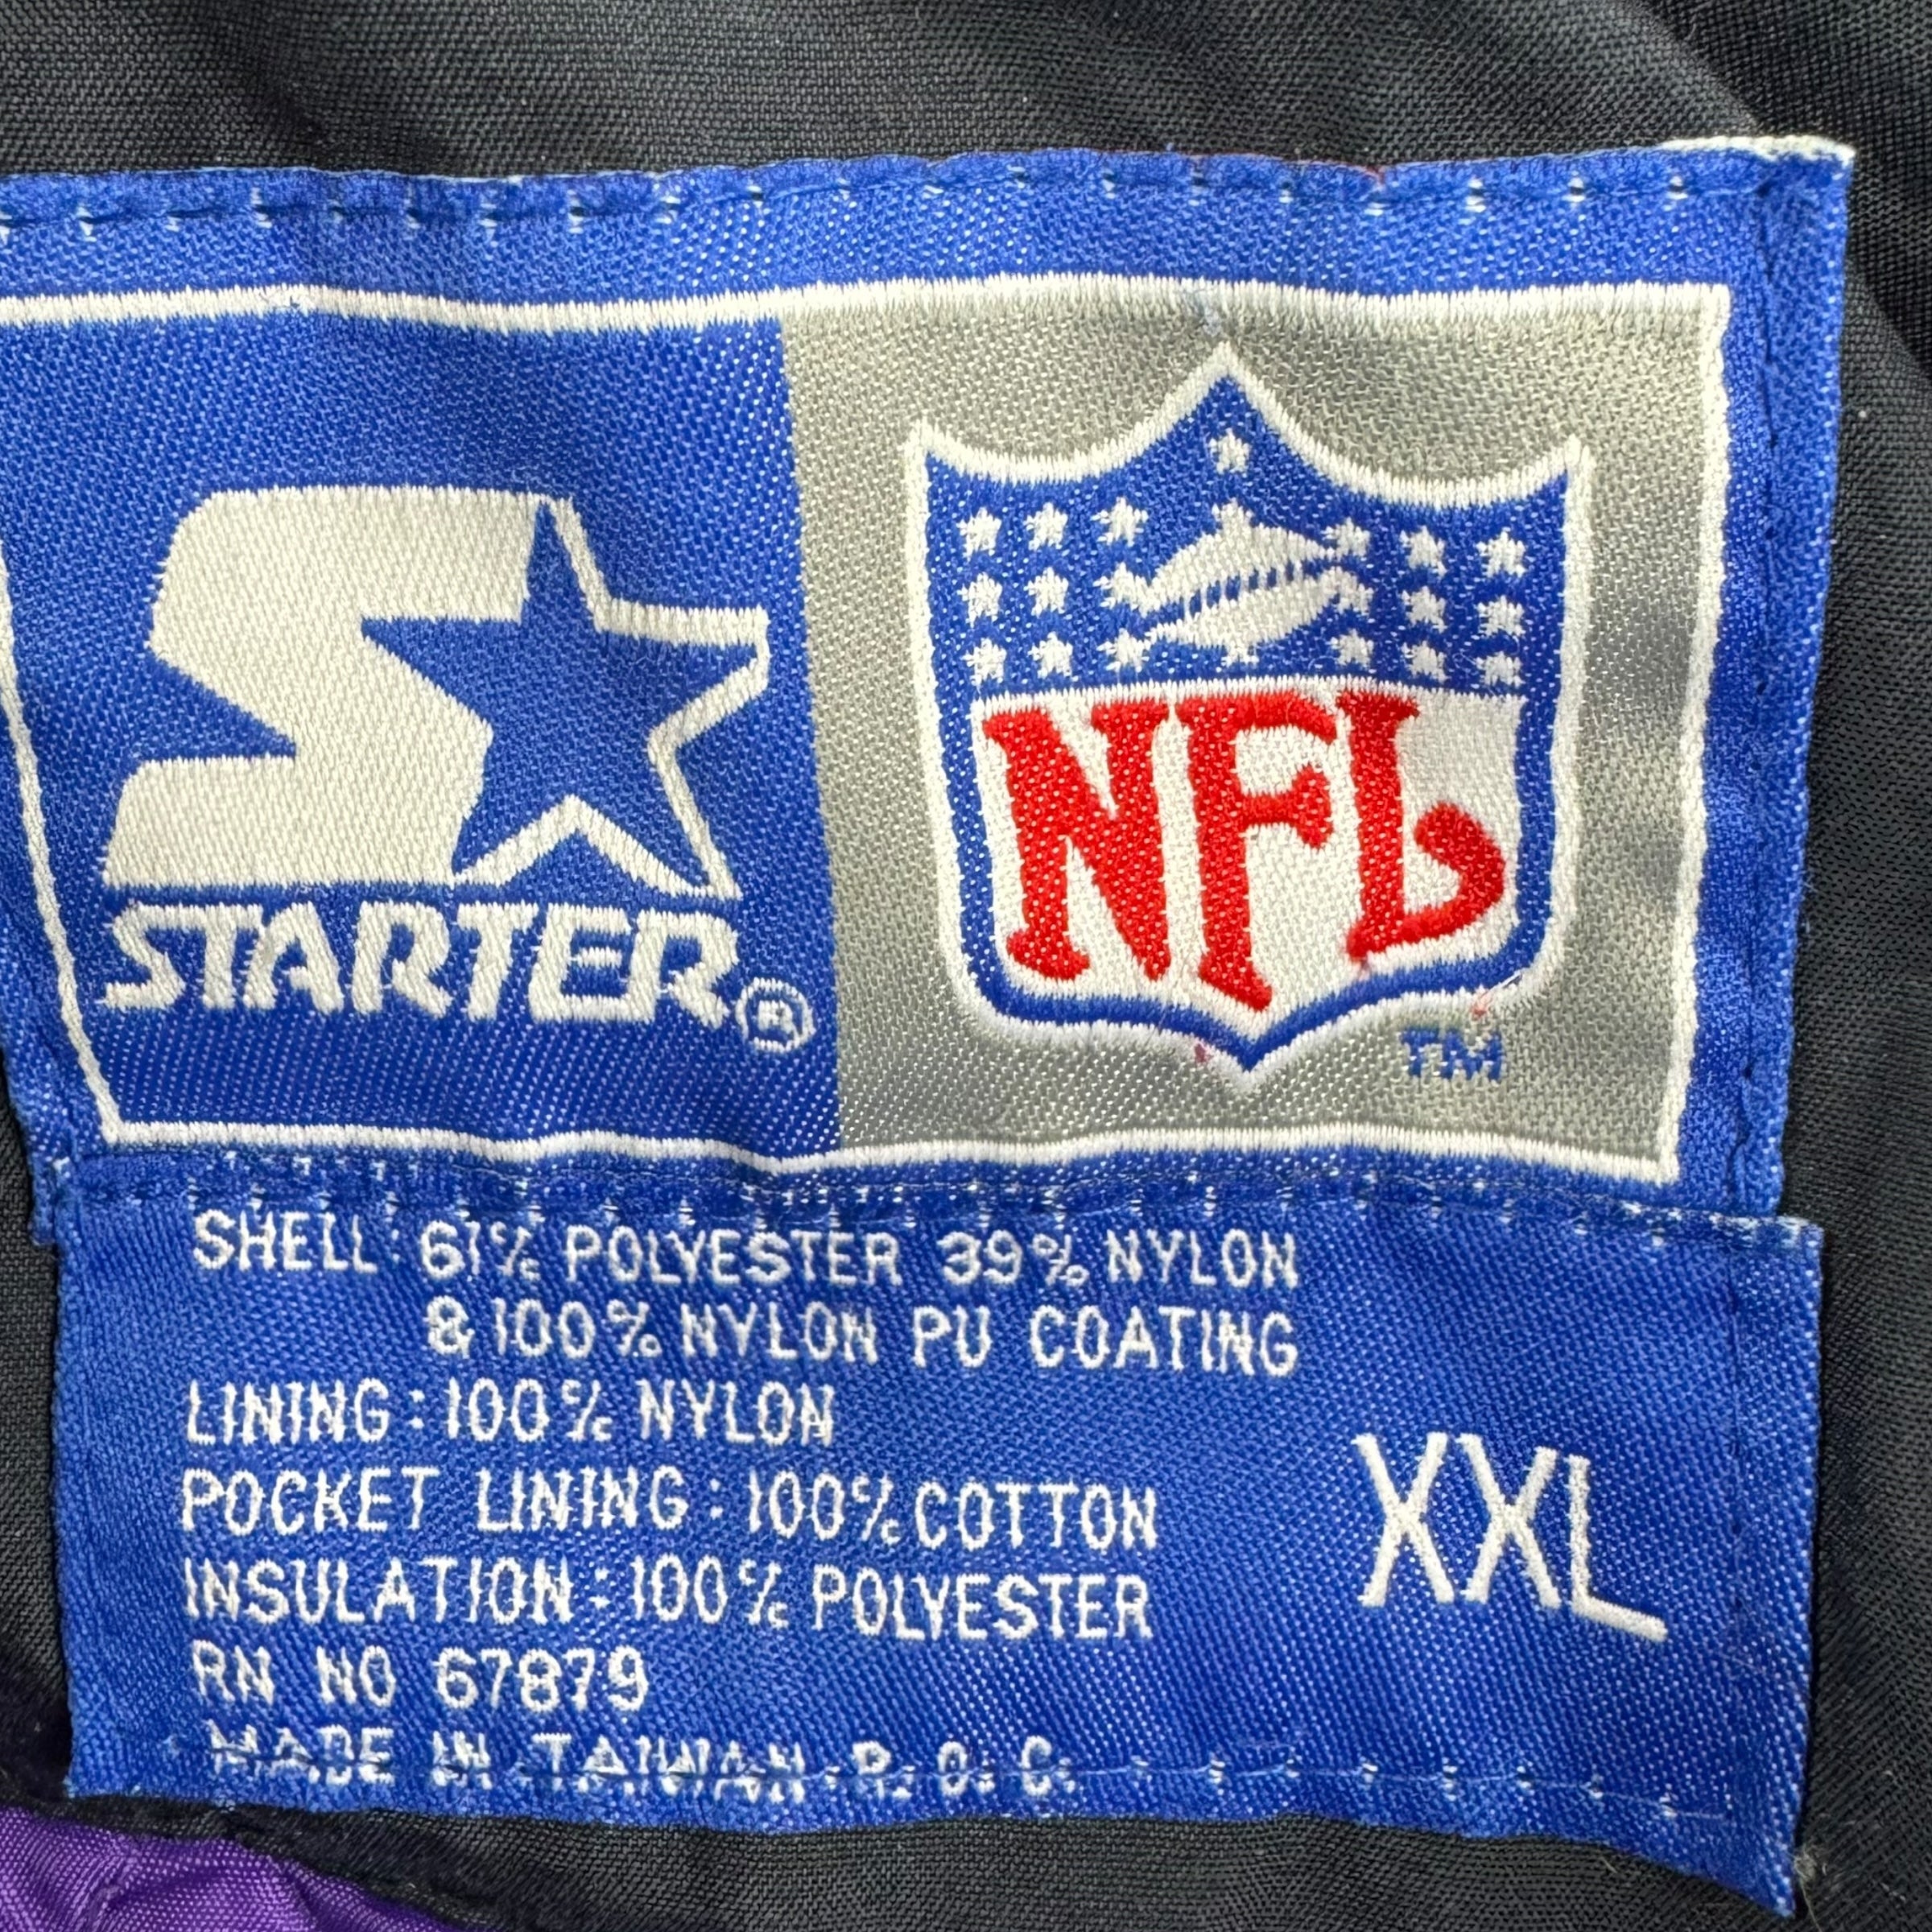 STARTER®
NFL
TM
SHELL: 61% POLYESTER 39% NYLON
& 100% NYLON PU COATING
LINING: 100% NYLON
POCKET LINING: 100% COTTON
INSULATION: 100% POLYESTER
RN NO 67879
MADE IN TAIWAN R.O.C.
XXL